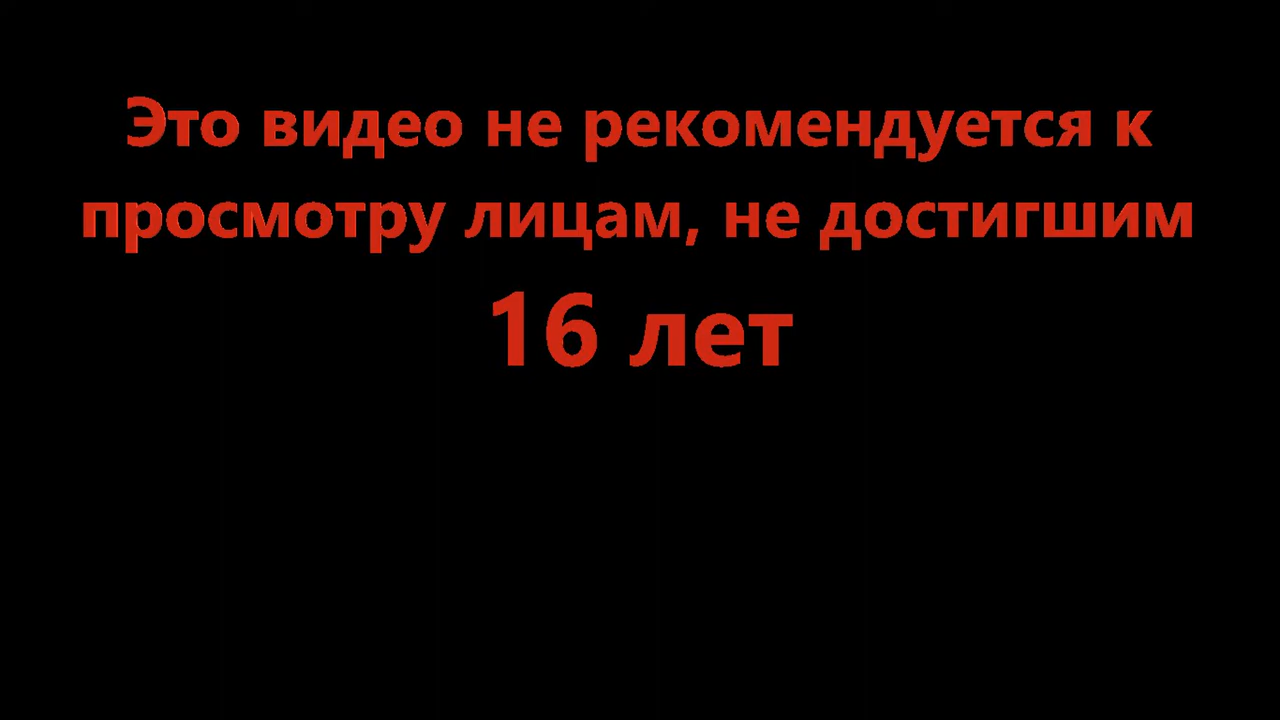 Это видео не рекомендуется к
просмотру лицам, не достигшим
16 лет